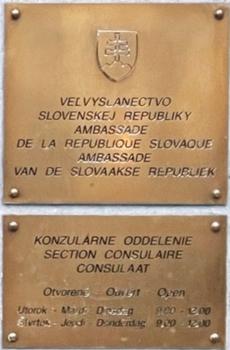 VELVYSLANECTVO
SLOVENSKEJ REPUBLIKY
AMBASSADE
DE LA REPUBLIQUE SLOVAQUE
AMBASSADE
VAN DE SLOVAAKSE REPUBLIEK
KONZULÁRNE ODDELENIE
SECTION CONSULAIRE
CONSULAAT
Otvorené Ouvert Open
Utorok - Mardi - Dinsdag 9:00 - 12:00
Štvrtok - Jeudi - Donderdag 9:00 - 12:00